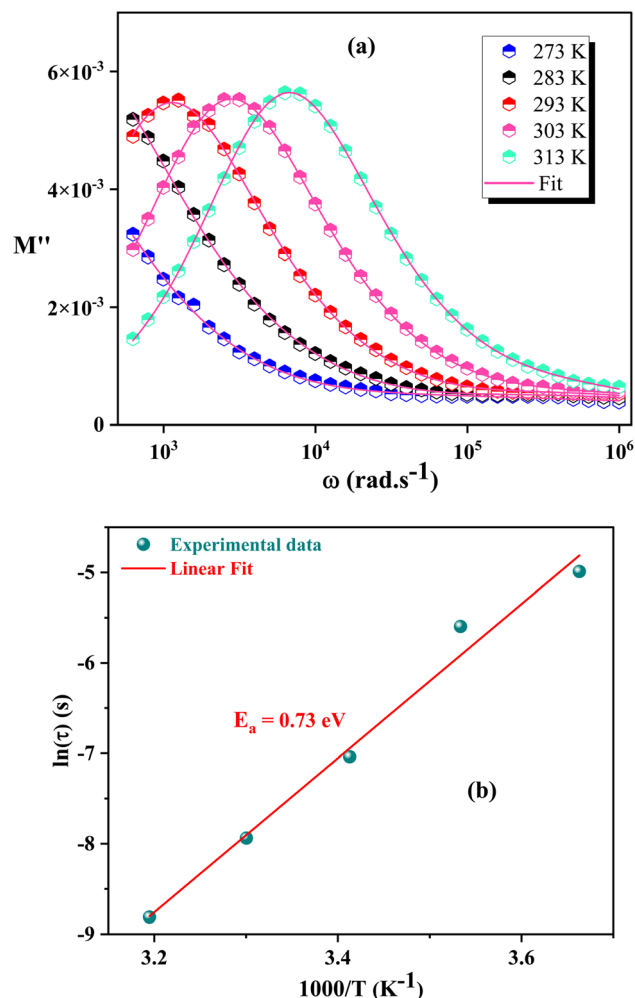 (a)
273 K
283 K
293 K
303 K
313 K
Fit
6×10⁻³
4×10⁻³
2×10⁻³
0
M''
10³
10⁴
10⁵
10⁶
ω (rad.s⁻¹)
Experimental data
Linear Fit
-5
-6
-7
-8
-9
ln(τ) (s)
Eₐ = 0.73 eV
(b)
3.2
3.4
3.6
1000/T (K⁻¹)